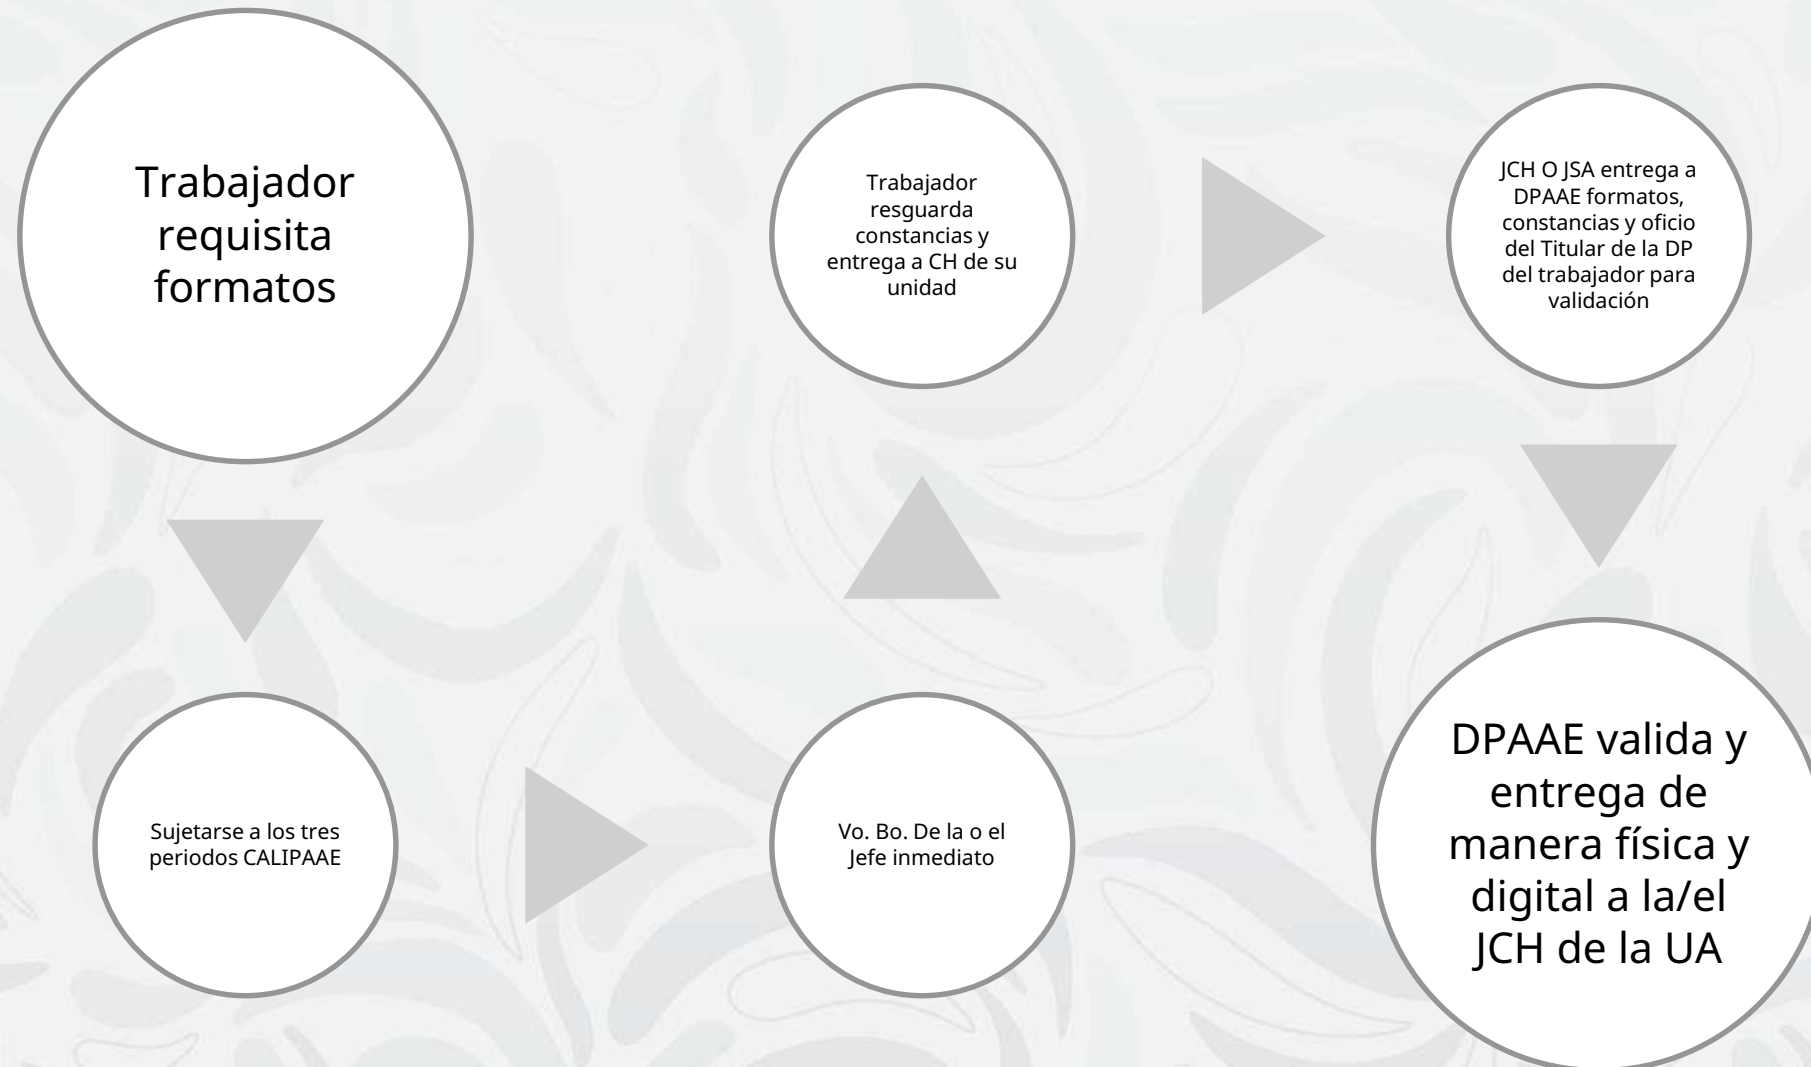 Trabajador
requisita
formatos
Sujetarse a los tres
periodos CALIPAAE
Vo. Bo. De la o el
Jefe inmediato
Trabajador
resguarda
constancias y
entrega a CH de su
unidad
JCH O JSA entrega a
DPAAE formatos,
constancias y oficio
del Titular de la DP
del trabajador para
validación
DPAAE valida y
entrega de
manera física y
digital a la/el
JCH de la UA